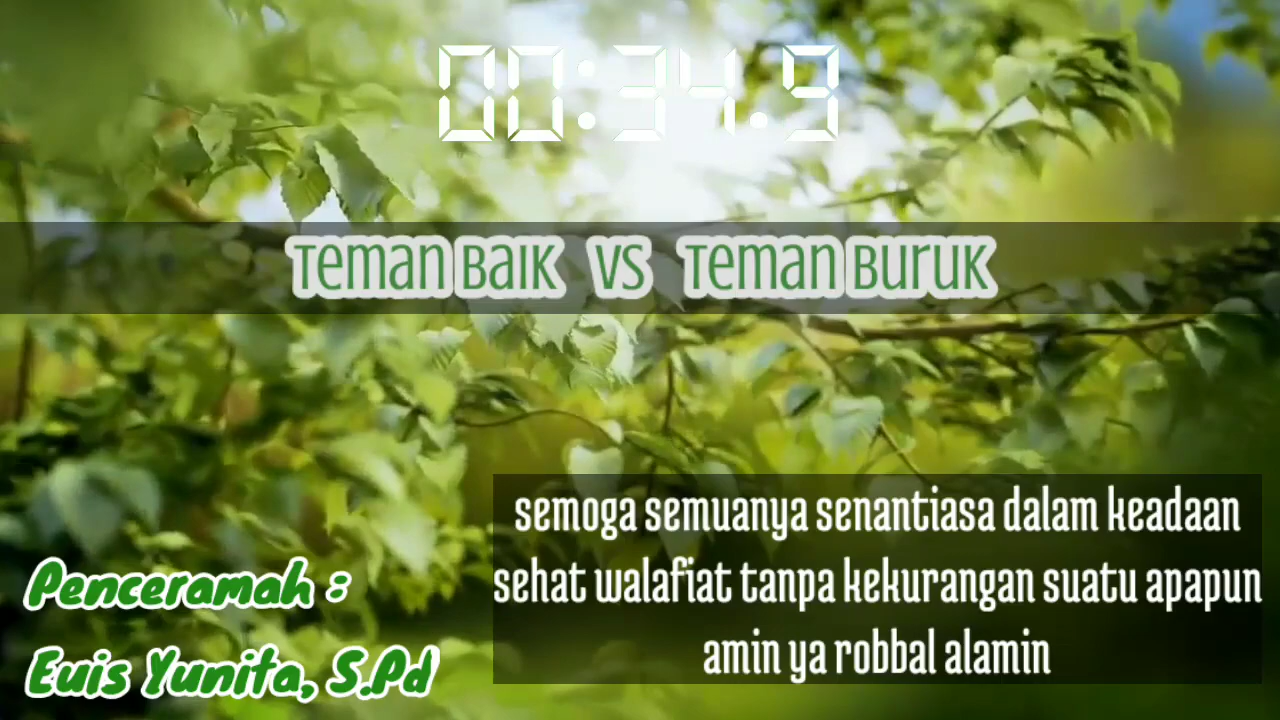 00:34.9
Teman Baik VS Teman Buruk
semoga semuanya senantiasa dalam keadaan
sehat walafiat tanpa kekurangan suatu apapun
amin ya robbal alamin
Penceramah :
Euis Yunita, S.Pd